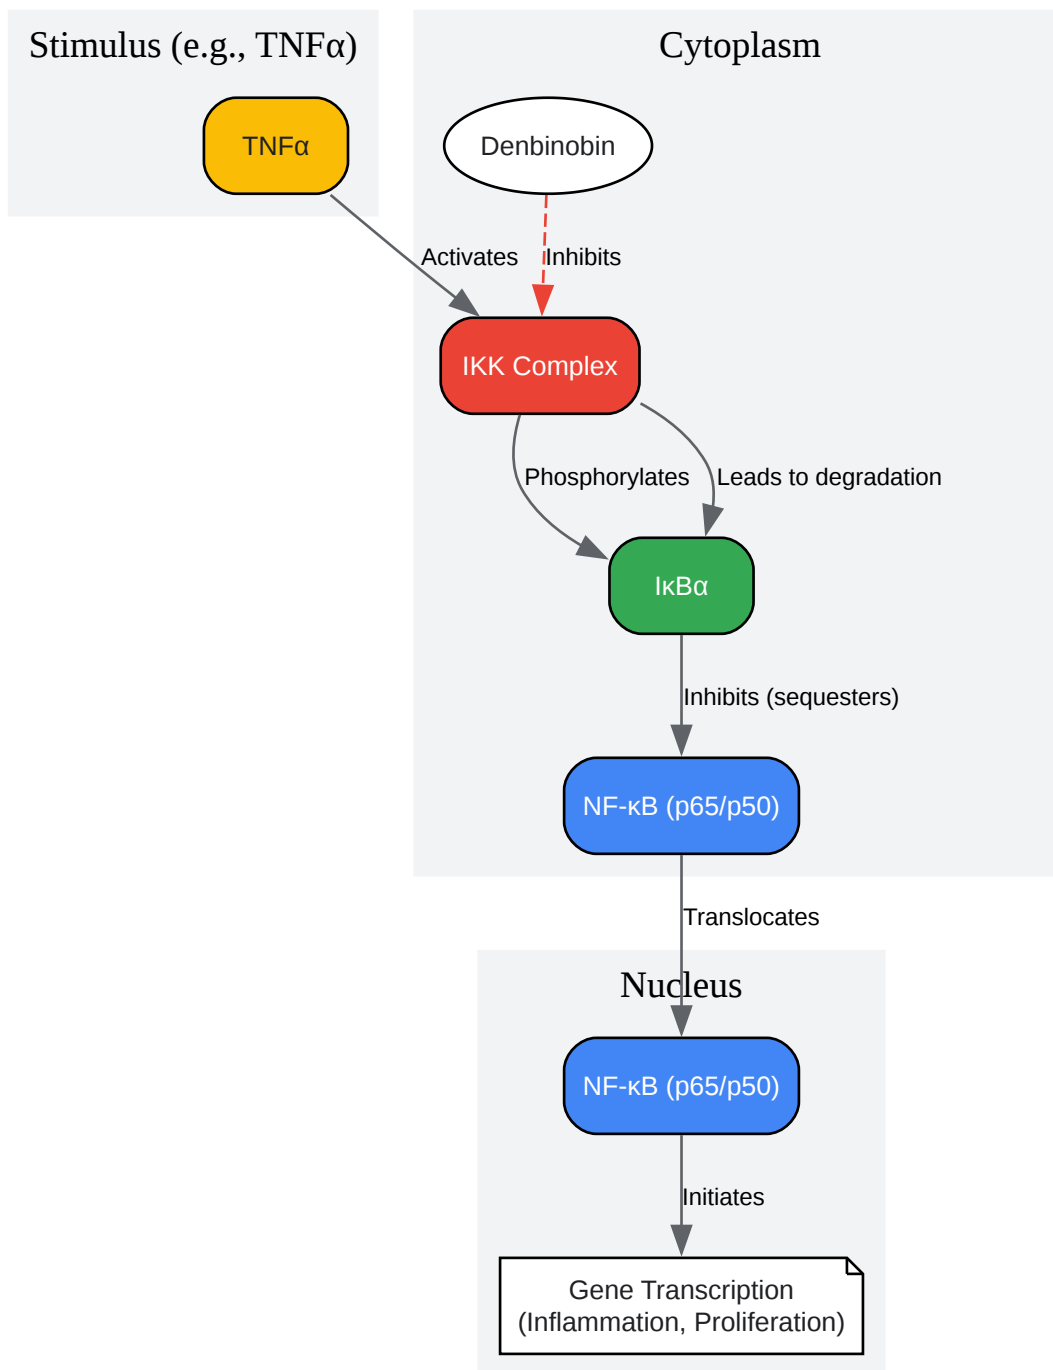 Stimulus (e.g., TNFα)
Cytoplasm
TNFα
Denbinobin
Activates
Inhibits
IKK Complex
Phosphorylates
Leads to degradation
IκBα
Inhibits (sequesters)
NF-κB (p65/p50)
Translocates
Nucleus
NF-κB (p65/p50)
Initiates
Gene Transcription
(Inflammation, Proliferation)